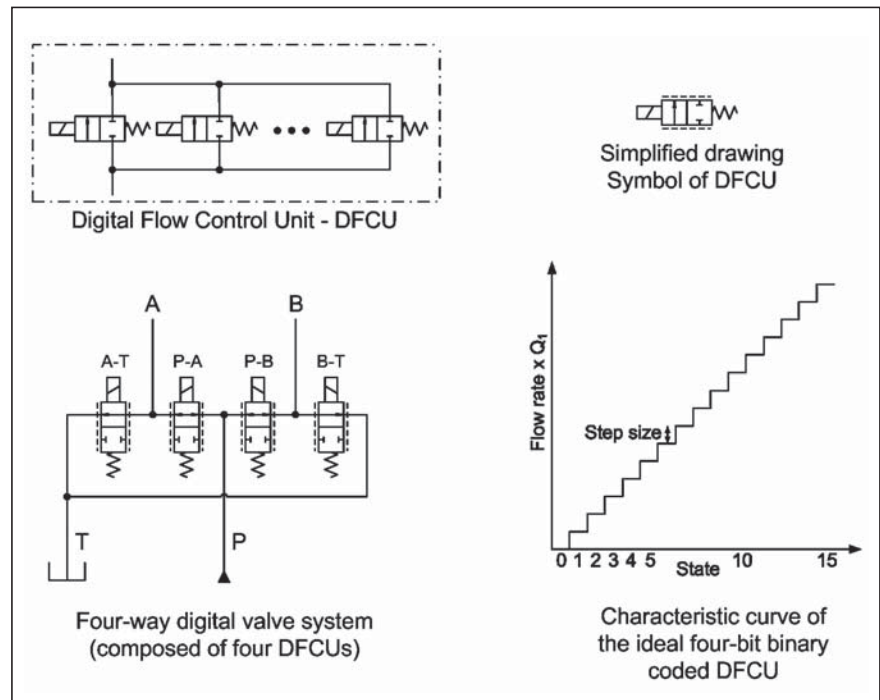 Digital Flow Control Unit - DFCU
Simplified drawing
Symbol of DFCU
A
B
A-T
P-A
P-B
B-T
T
P
Four-way digital valve system
(composed of four DFCUs)
Flow rate x Q1
Step size
0 1 2 3 4 5 10 15
State
Characteristic curve of
the ideal four-bit binary
coded DFCU